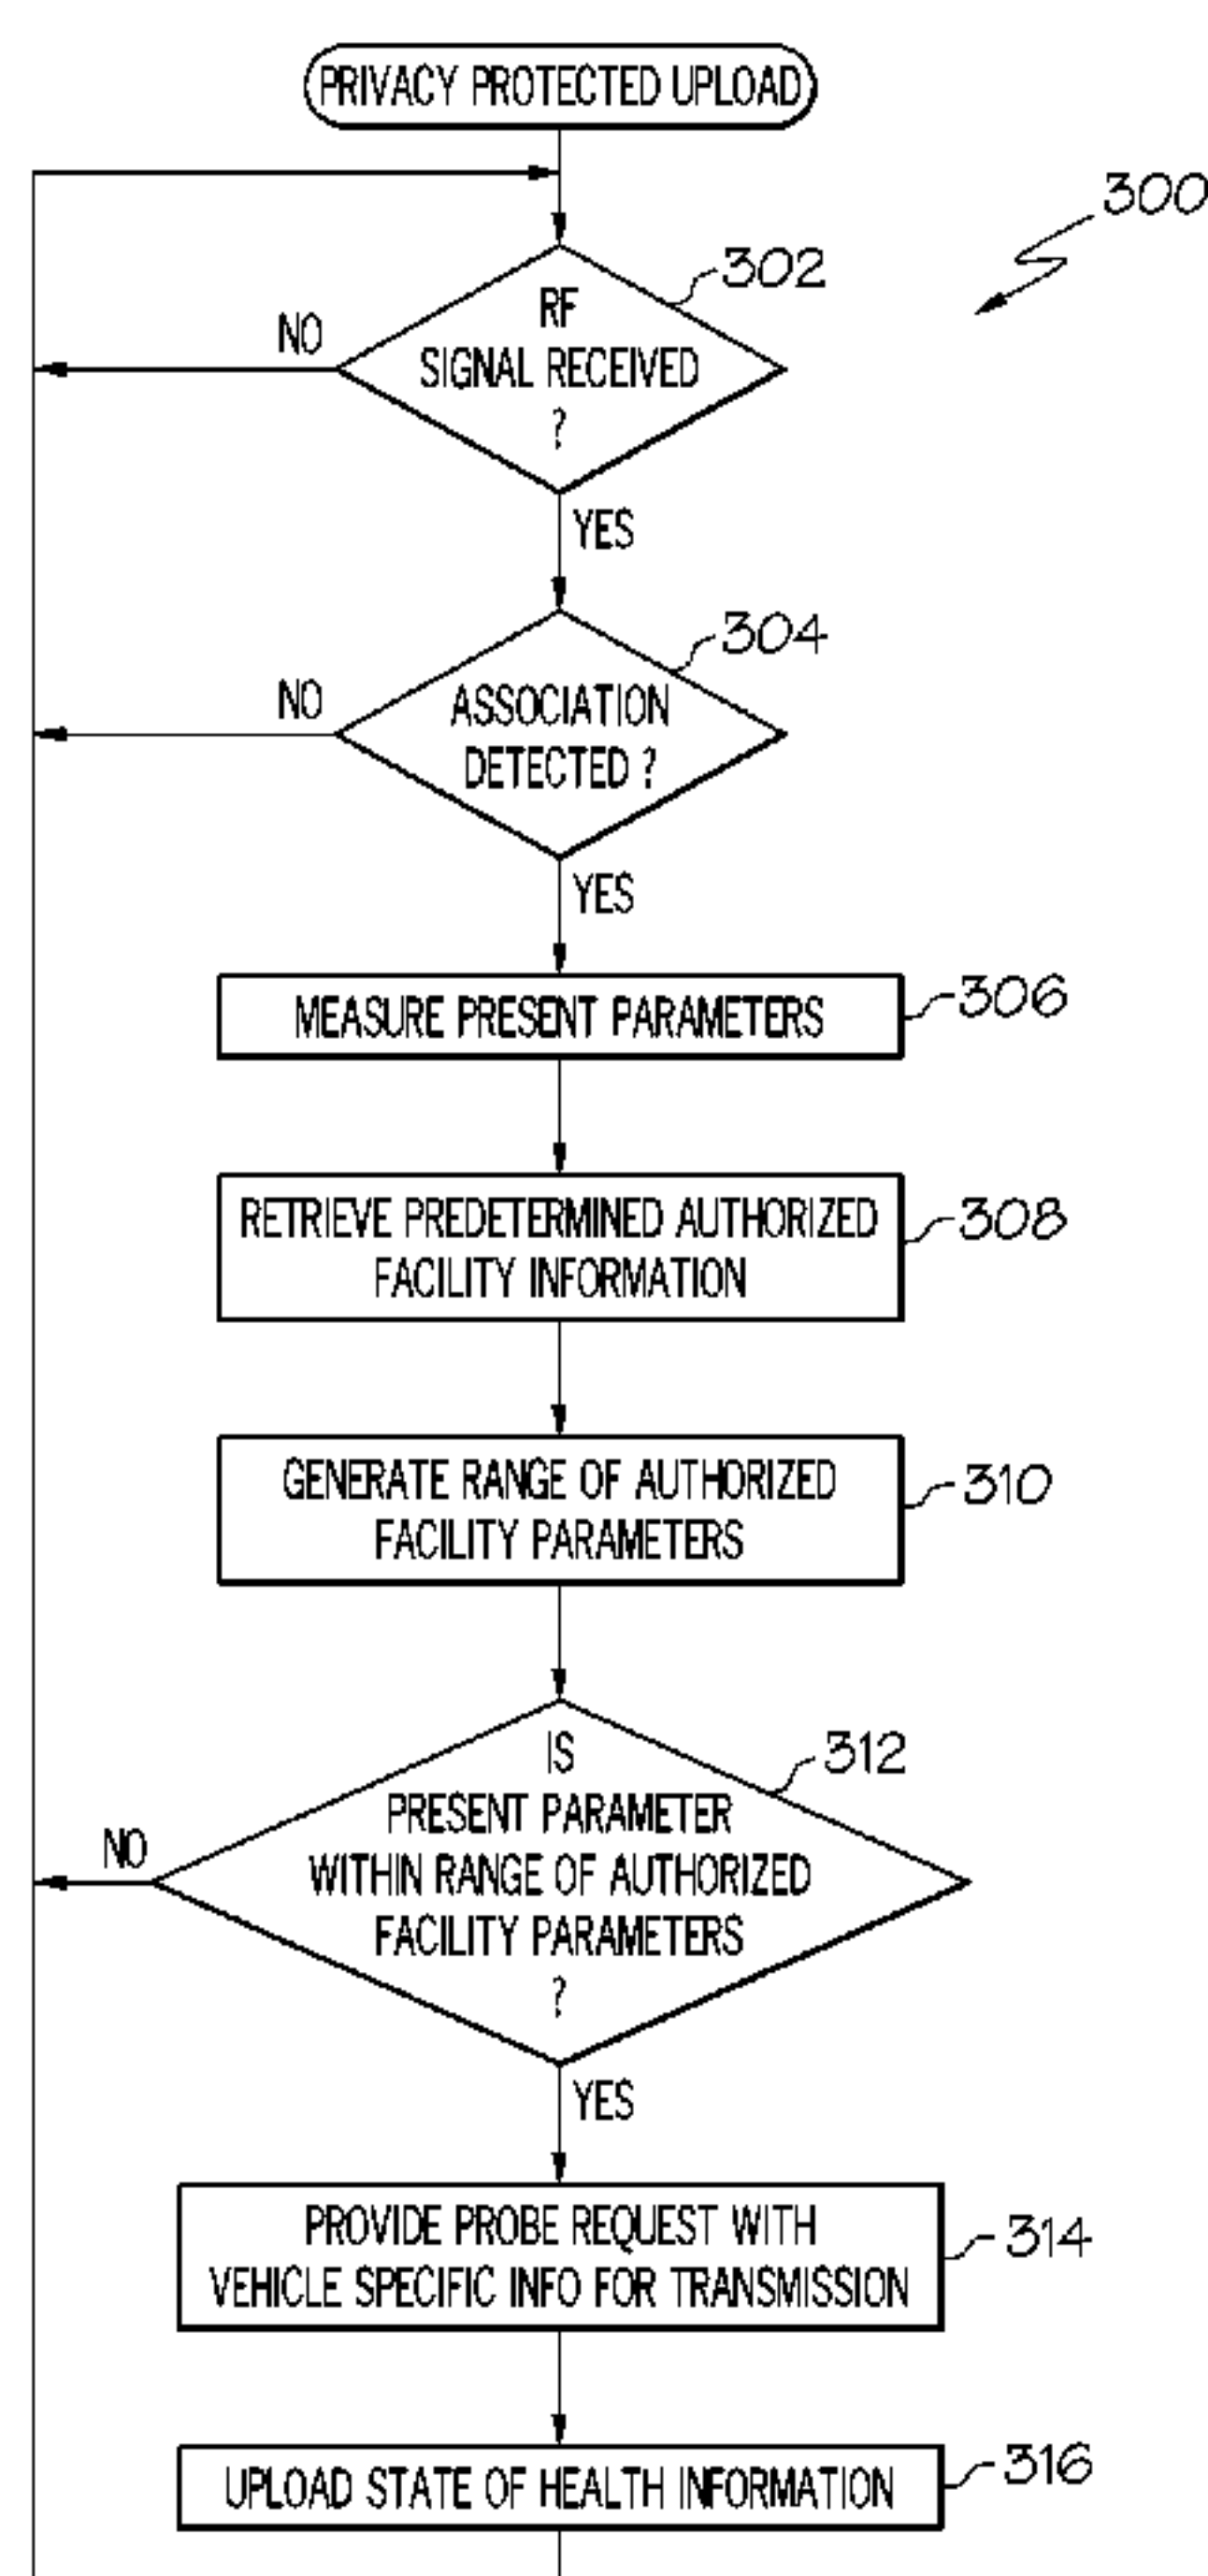 PRIVACY PROTECTED UPLOAD
300
302
RF
SIGNAL RECEIVED
?
NO
YES
304
ASSOCIATION
DETECTED ?
NO
YES
MEASURE PRESENT PARAMETERS
306
RETRIEVE PREDETERMINED AUTHORIZED
FACILITY INFORMATION
308
GENERATE RANGE OF AUTHORIZED
FACILITY PARAMETERS
310
IS
PRESENT PARAMETER
WITHIN RANGE OF AUTHORIZED
FACILITY PARAMETERS
?
312
NO
YES
PROVIDE PROBE REQUEST WITH
VEHICLE SPECIFIC INFO FOR TRANSMISSION
314
UPLOAD STATE OF HEALTH INFORMATION
316